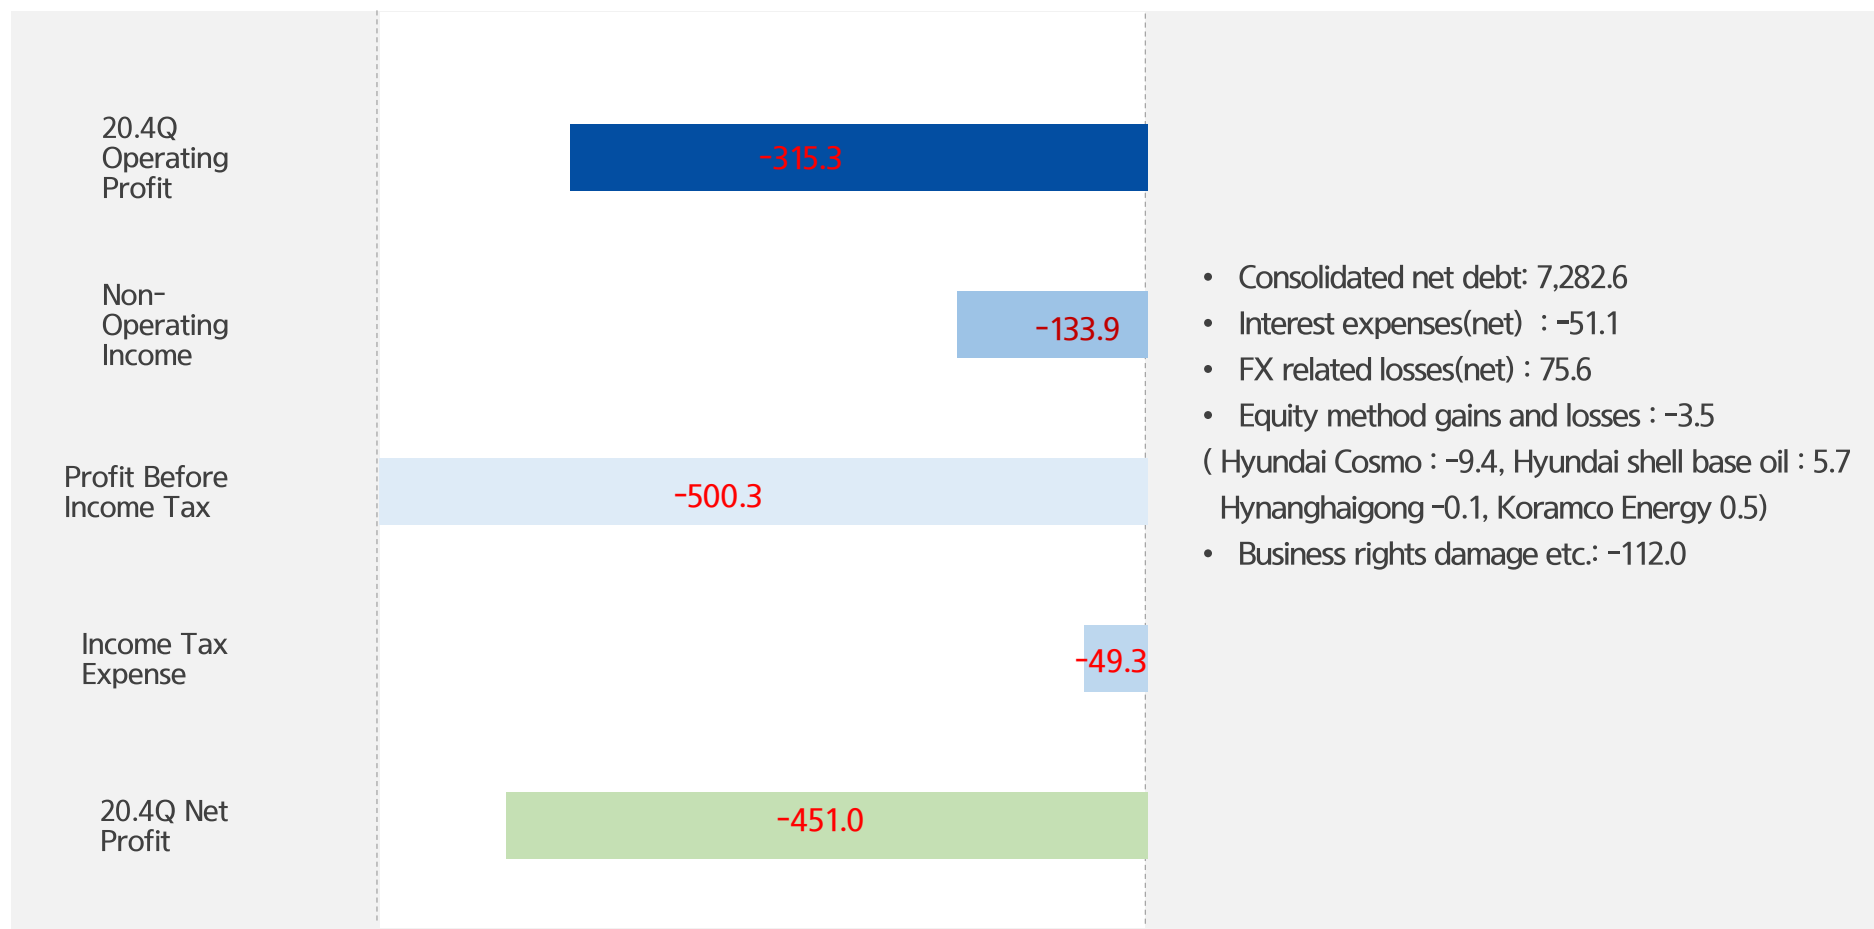 20.4Q
Operating
Profit
-315.3
Non-
Operating
Income
-133.9
Profit Before
Income Tax
-500.3
Income Tax
Expense
-49.3
20.4Q Net
Profit
-451.0
• Consolidated net debt: 7,282.6
• Interest expenses(net) : -51.1
• FX related losses(net) : 75.6
• Equity method gains and losses : -3.5
( Hyundai Cosmo : -9.4, Hyundai shell base oil : 5.7
Hynanghaigong -0.1, Koramco Energy 0.5)
• Business rights damage etc.: -112.0